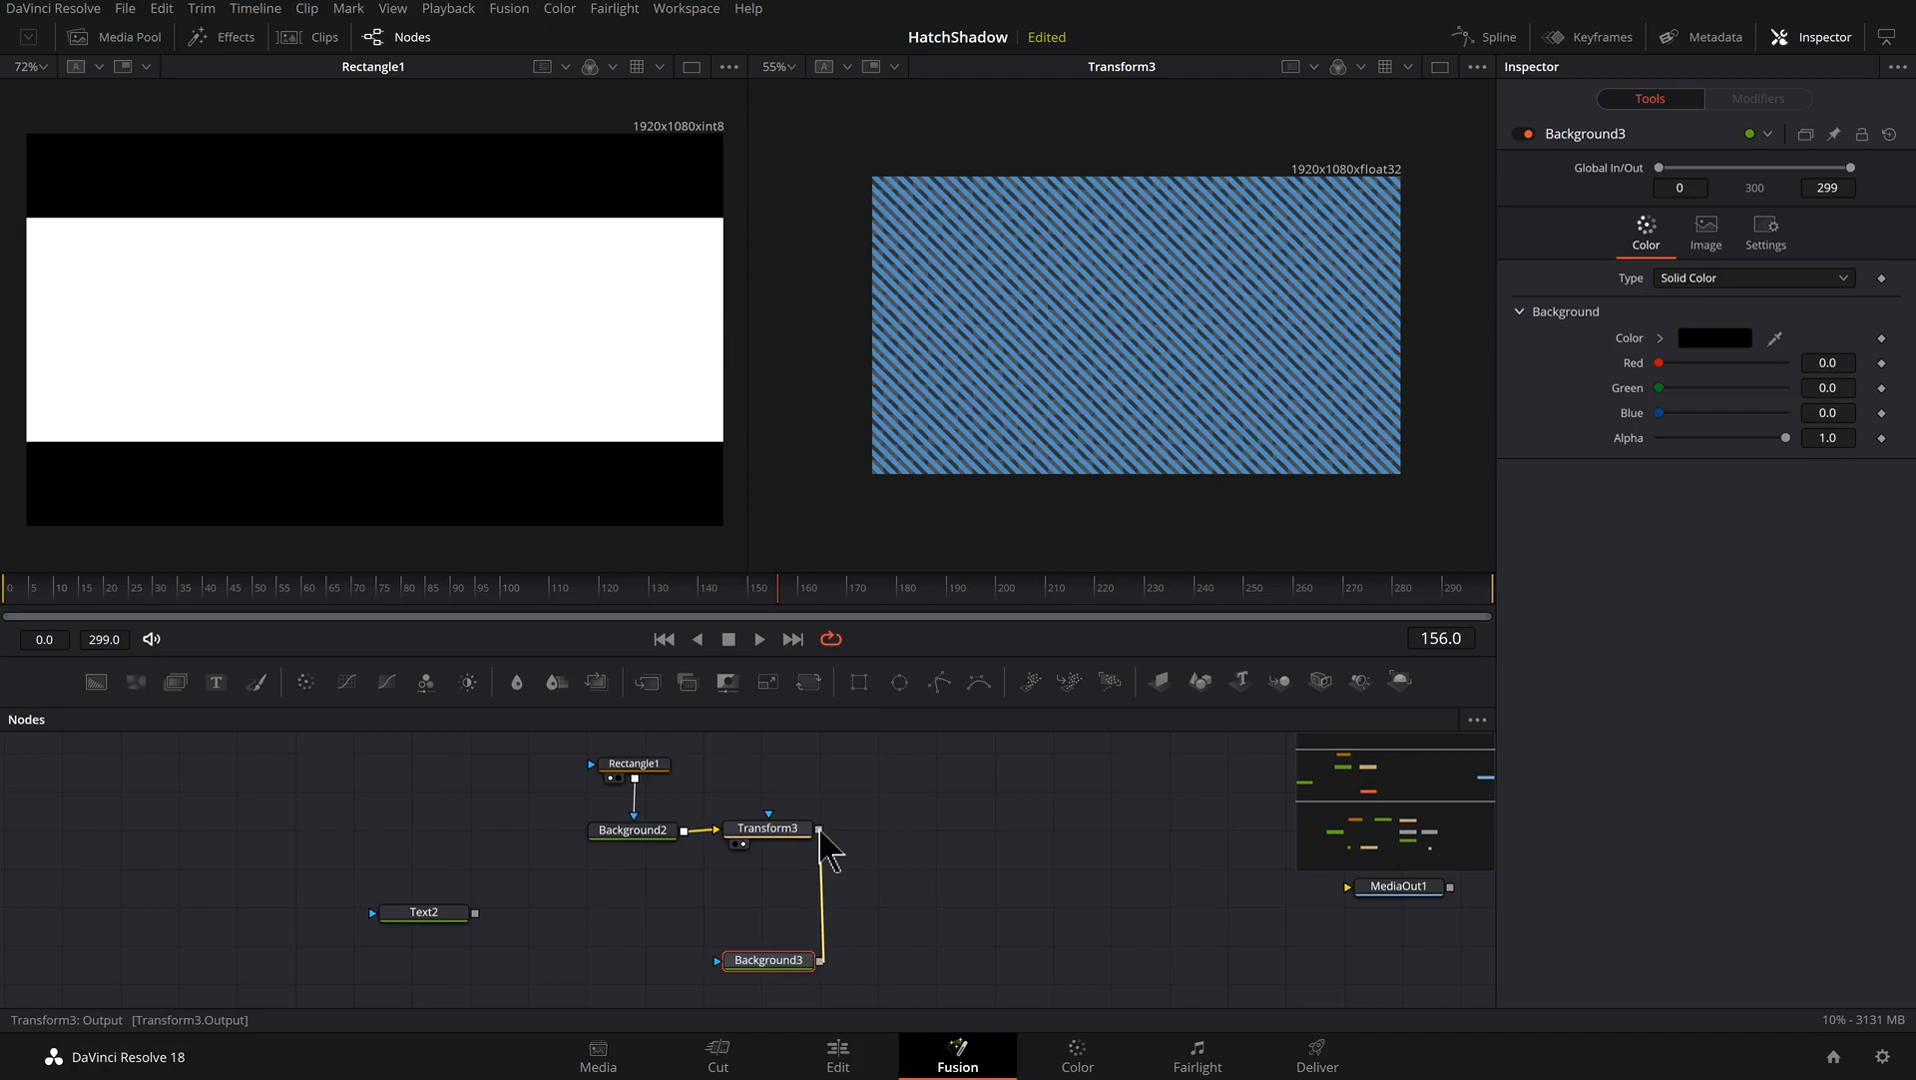 DaVinci Resolve File Edit Trim Timeline Clip Mark View Playback Fusion Color Fairlight Workspace Help
Media Pool Effects Clips Nodes HatchShadow Edited Spline Keyframes Metadata Inspector
72% A Rectangle1 55% A Transform3 Inspector
Tools Modifiers
1920x1080xint8
Background3
1920x1080xfloat32
Global In/Out
0 300 299
Color Image Settings
Type Solid Color
Background
Color
Red 0.0
Green 0.0
Blue 0.0
Alpha 1.0
0 5 10 15 20 25 30 35 40 45 50 55 60 65 70 75 80 85 90 95 100 110 120 130 140 150 160 170 180 190 200 210 220 230 240 250 260 270 280 290
0.0 299.0 156.0
T T
Nodes
Rectangle1
Background2 Transform3
MediaOut1
Text2
Background3
Transform3: Output [Transform3.Output] 10% - 3131 MB
DaVinci Resolve 18 Media Cut Edit Fusion Color Fairlight Deliver